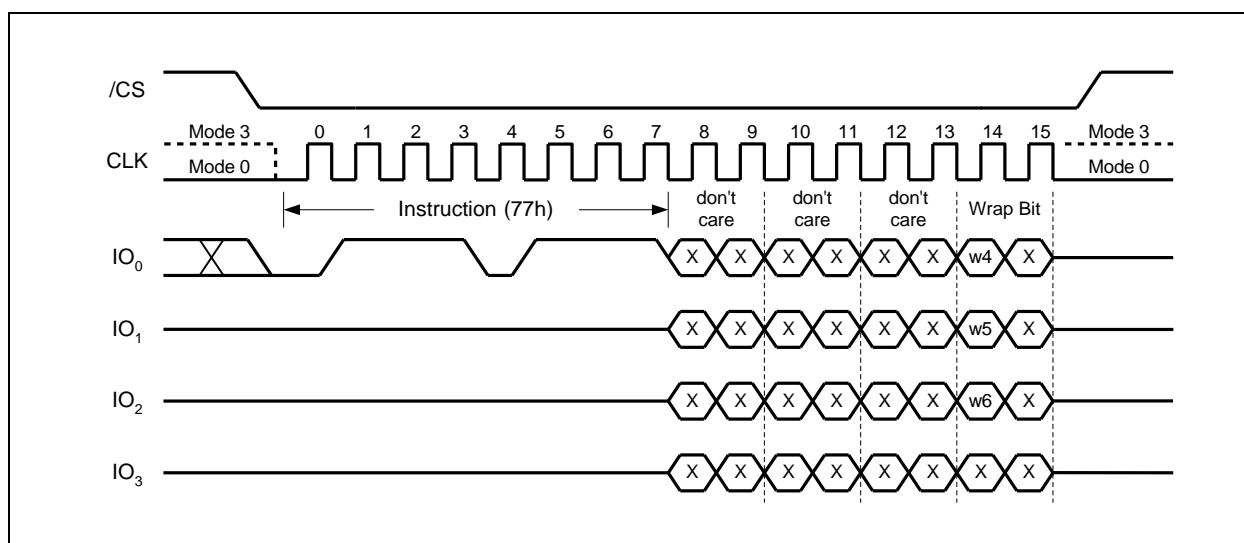 /CS
Mode 3 0 1 2 3 4 5 6 7 8 9 10 11 12 13 14 15 Mode 3
CLK Mode 0 Mode 0
Instruction (77h) don't care don't care don't care Wrap Bit
IO0 X X X X X X w4 X
IO1 X X X X X X w5 X
IO2 X X X X X X w6 X
IO3 X X X X X X X X